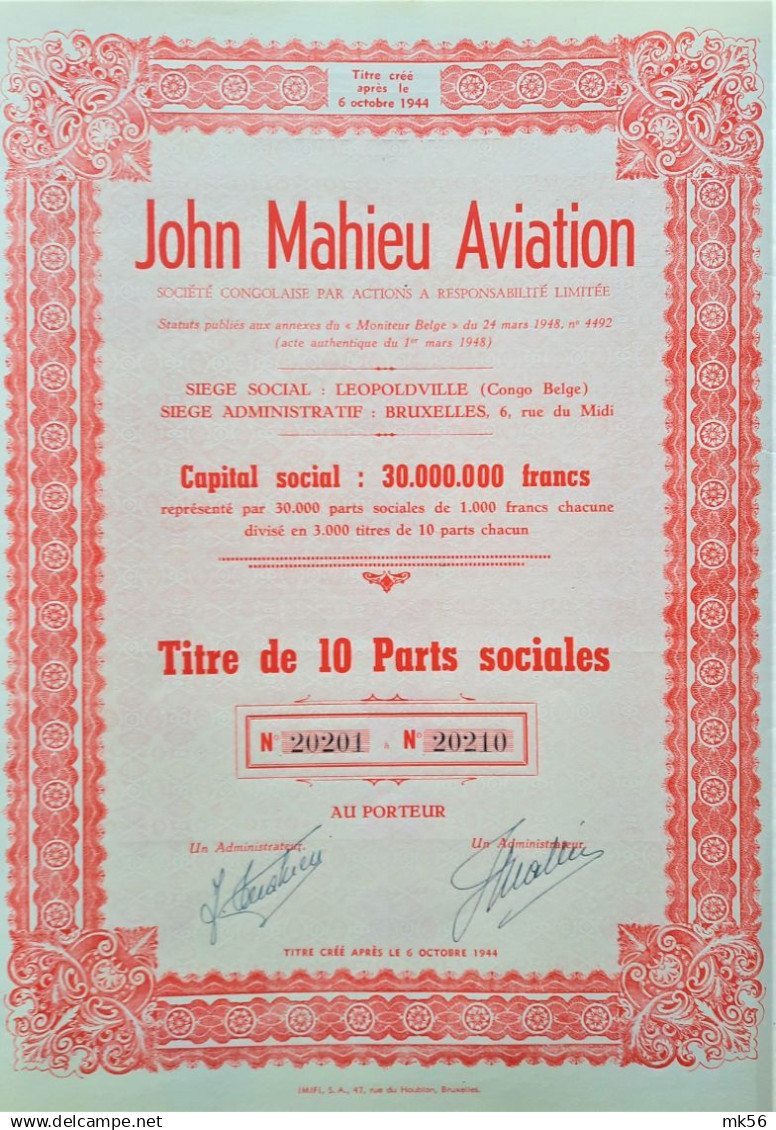 Titre créé
après le
6 octobre 1944
John Mahieu Aviation
SOCIÉTÉ CONGOLAISE PAR ACTIONS A RESPONSABILITÉ LIMITÉE
Statuts publiés aux annexes du « Moniteur Belge » du 24 mars 1948, nº 4492
(acte authentique du 1er mars 1948)
SIEGE SOCIAL : LEOPOLDVILLE (Congo Belge)
SIEGE ADMINISTRATIF : BRUXELLES, 6, rue du Midi
Capital social : 30.000.000 francs
représenté par 30.000 parts sociales de 1.000 francs chacune
divisé en 3.000 titres de 10 parts chacun
Titre de 10 Parts sociales
Nº 20201 à Nº 20210
AU PORTEUR
Un Administrateur, Un Administrateur,
TITRE CRÉÉ APRÈS LE 6 OCTOBRE 1944
IMIFI, S.A., 47, rue du Houblon, Bruxelles.
mk56